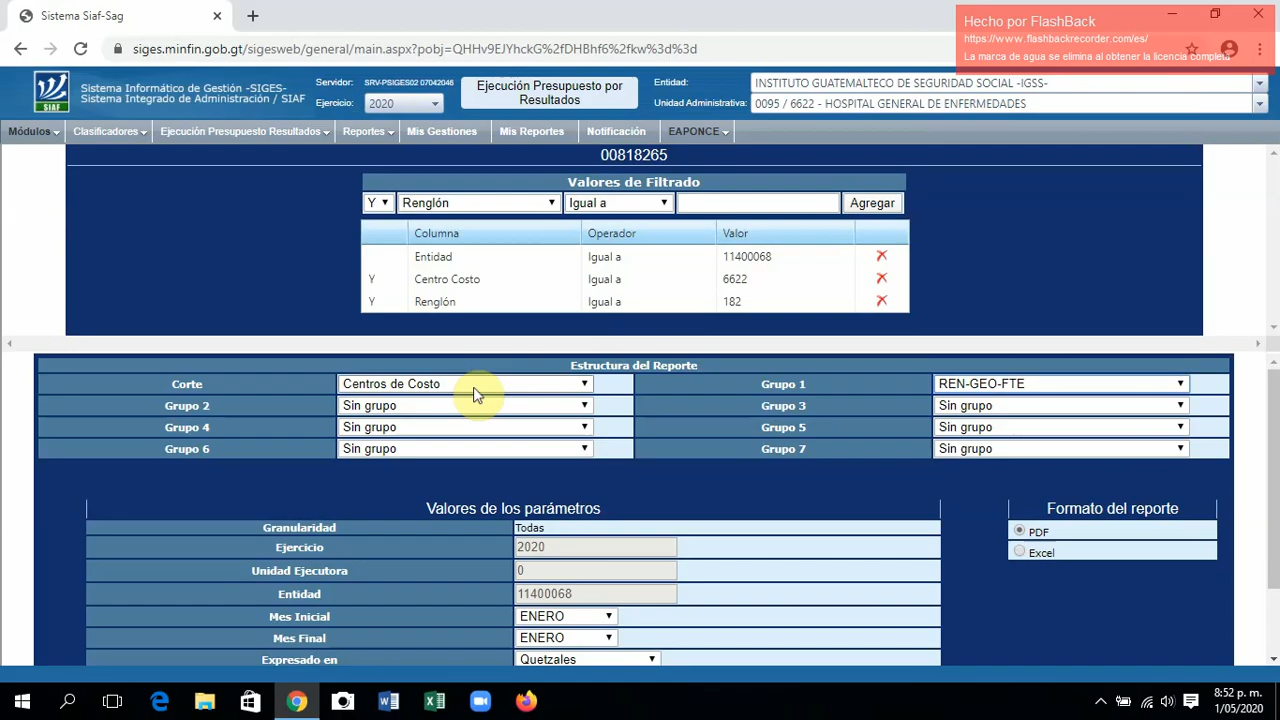 Sistema Siaf-Sag
Hecho por FlashBack
https://www.flashbackrecorder.com/es/
La marca de agua se elimina al obtener la licencia completa
siges.minfin.gob.gt/sigesweb/general/main.aspx?pobj=QHHv9EJYhckG%2fDHBhf6%2fkw%3d%3d
SIAF
Sistema Informático de Gestión -SIGES-
Sistema Integrado de Administración / SIAF
Servidor:
SRV-PSIGES02 07042046
Ejercicio:
2020
Ejecución Presupuesto por
Resultados
Entidad:
INSTITUTO GUATEMALTECO DE SEGURIDAD SOCIAL -IGSS-
Unidad Administrativa:
0095 / 6622 - HOSPITAL GENERAL DE ENFERMEDADES
Módulos
Clasificadores
Ejecución Presupuesto Resultados
Reportes
Mis Gestiones
Mis Reportes
Notificación
EAPONCE
00818265
Valores de Filtrado
Y Renglón Igual a Agregar
Columna Operador Valor
Entidad Igual a 11400068
Y Centro Costo Igual a 6622
Y Renglón Igual a 182
Estructura del Reporte
Corte Centros de Costo Grupo 1 REN-GEO-FTE
Grupo 2 Sin grupo Grupo 3 Sin grupo
Grupo 4 Sin grupo Grupo 5 Sin grupo
Grupo 6 Sin grupo Grupo 7 Sin grupo
Valores de los parámetros
Granularidad Todas
Ejercicio 2020
Unidad Ejecutora 0
Entidad 11400068
Mes Inicial ENERO
Mes Final ENERO
Expresado en Quetzales
Formato del reporte
PDF
Excel
8:52 p. m.
1/05/2020